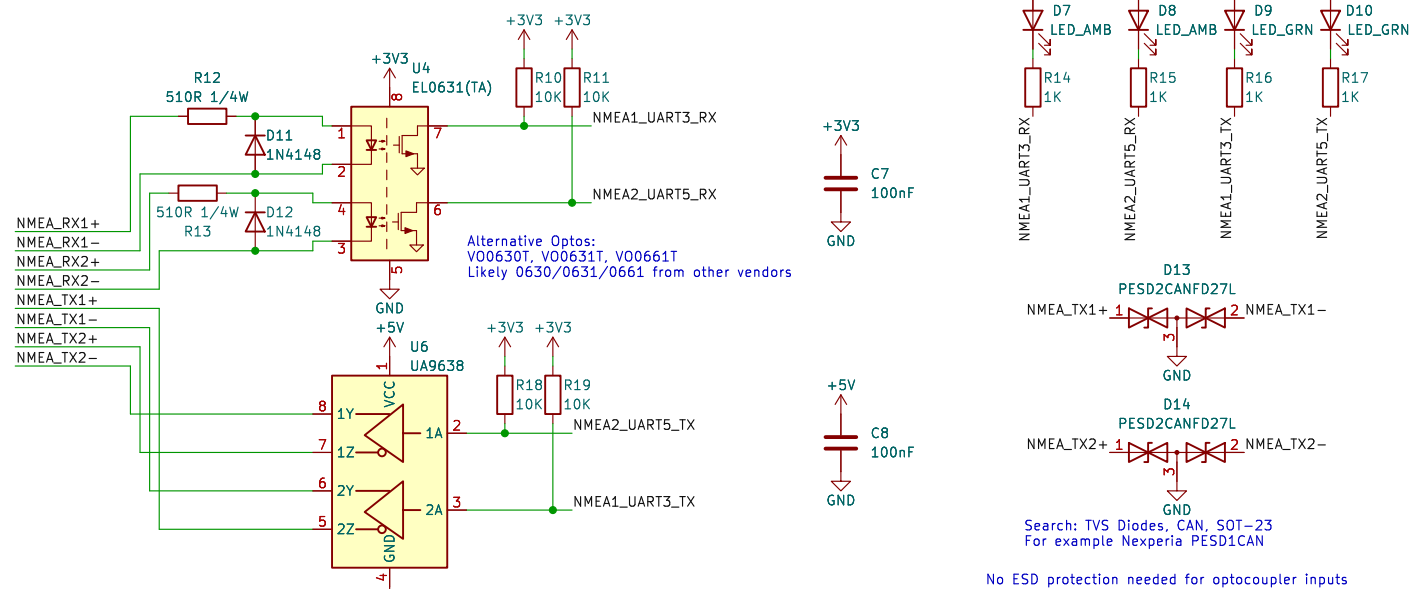 +3V3
+3V3
R10
10K
R11
10K
+3V3
U4
EL0631(TA)
R12
510R 1/4W
D11
1N4148
510R 1/4W
R13
D12
1N4148
8
1
2
4
3
7
6
5
GND
NMEA1_UART3_RX
NMEA2_UART5_RX
NMEA_RX1+
NMEA_RX1-
NMEA_RX2+
NMEA_RX2-
NMEA_TX1+
NMEA_TX1-
NMEA_TX2+
NMEA_TX2-
Alternative Optos:
VO0630T, VO0631T, VO0661T
Likely 0630/0631/0661 from other vendors
+5V
U6
UA9638
1
VCC
8
1Y
7
1Z
6
2Y
5
2Z
1A
2
2A
3
GND
4
+3V3
+3V3
R18
10K
R19
10K
NMEA2_UART5_TX
NMEA1_UART3_TX
+3V3
C7
100nF
GND
+5V
C8
100nF
GND
D7
LED_AMB
D8
LED_AMB
D9
LED_GRN
D10
LED_GRN
R14
1K
R15
1K
R16
1K
R17
1K
NMEA1_UART3_RX
NMEA2_UART5_RX
NMEA1_UART3_TX
NMEA2_UART5_TX
D13
PESD2CANFD27L
NMEA_TX1+
1
2
NMEA_TX1-
3
GND
D14
PESD2CANFD27L
NMEA_TX2+
1
2
NMEA_TX2-
3
GND
Search: TVS Diodes, CAN, SOT-23
For example Nexperia PESD1CAN
No ESD protection needed for optocoupler inputs